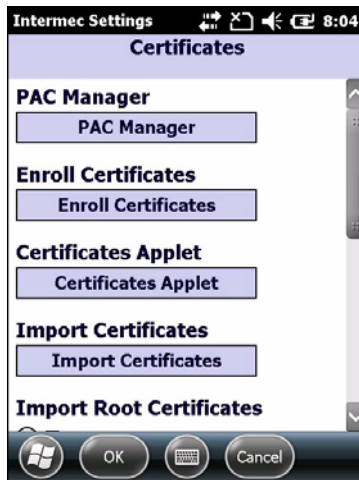 Intermec Settings 8:04
Certificates
PAC Manager
PAC Manager
Enroll Certificates
Enroll Certificates
Certificates Applet
Certificates Applet
Import Certificates
Import Certificates
Import Root Certificates
OK Cancel